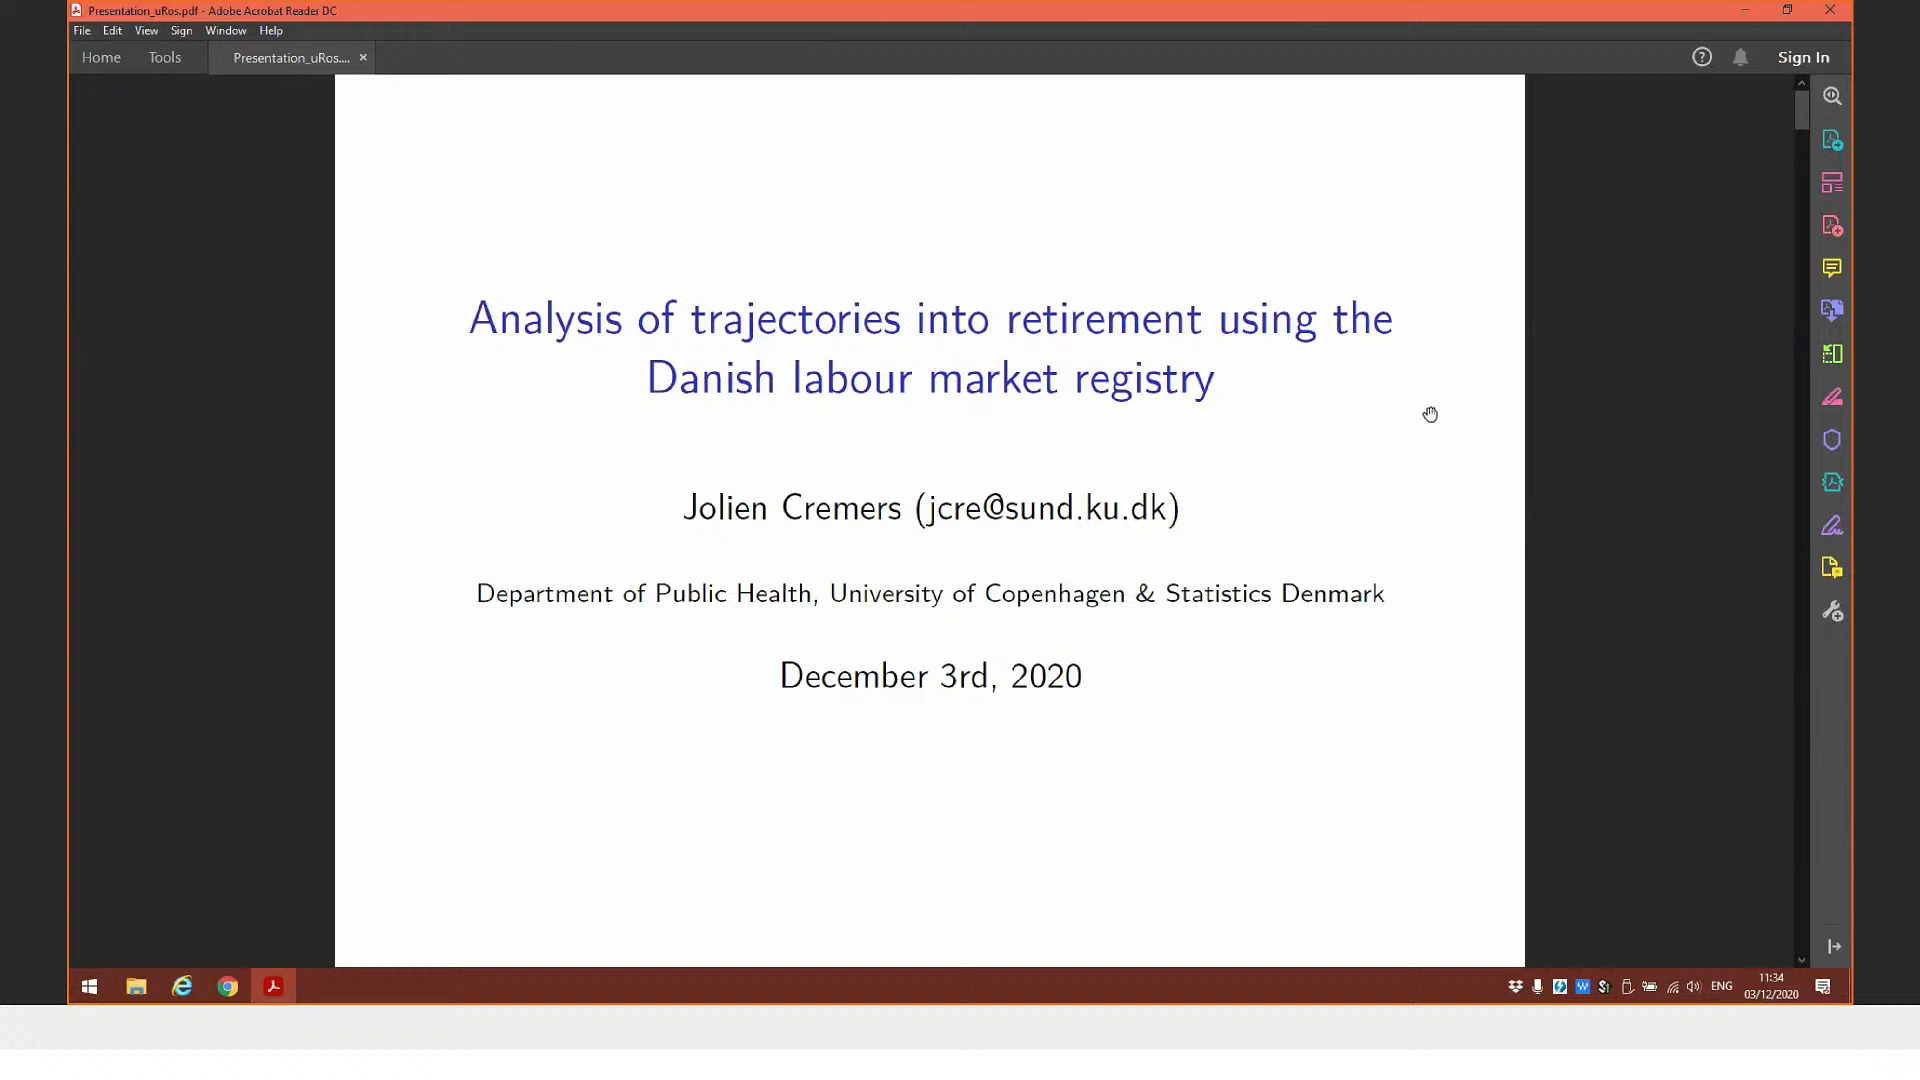 Presentation_uRos.pdf - Adobe Acrobat Reader DC
File Edit View Sign Window Help
Home Tools Presentation_uRos.... × Sign In
Analysis of trajectories into retirement using the
Danish labour market registry
Jolien Cremers (jcre@sund.ku.dk)
Department of Public Health, University of Copenhagen & Statistics Denmark
December 3rd, 2020
ENG
11:34
03/12/2020